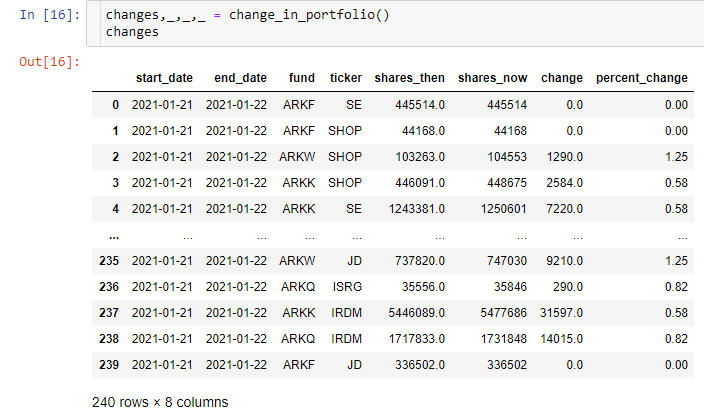 In [16]: changes,_,_,_ = change_in_portfolio()
changes
Out[16]:
start_date end_date fund ticker shares_then shares_now change percent_change
0 2021-01-21 2021-01-22 ARKF SE 445514.0 445514 0.0 0.00
1 2021-01-21 2021-01-22 ARKF SHOP 44168.0 44168 0.0 0.00
2 2021-01-21 2021-01-22 ARKW SHOP 103263.0 104553 1290.0 1.25
3 2021-01-21 2021-01-22 ARKK SHOP 446091.0 448675 2584.0 0.58
4 2021-01-21 2021-01-22 ARKK SE 1243381.0 1250601 7220.0 0.58
... ... ... ... ... ... ... ... ...
235 2021-01-21 2021-01-22 ARKW JD 737820.0 747030 9210.0 1.25
236 2021-01-21 2021-01-22 ARKQ ISRG 35556.0 35846 290.0 0.82
237 2021-01-21 2021-01-22 ARKK IRDM 5446089.0 5477686 31597.0 0.58
238 2021-01-21 2021-01-22 ARKQ IRDM 1717833.0 1731848 14015.0 0.82
239 2021-01-21 2021-01-22 ARKF JD 336502.0 336502 0.0 0.00
240 rows × 8 columns